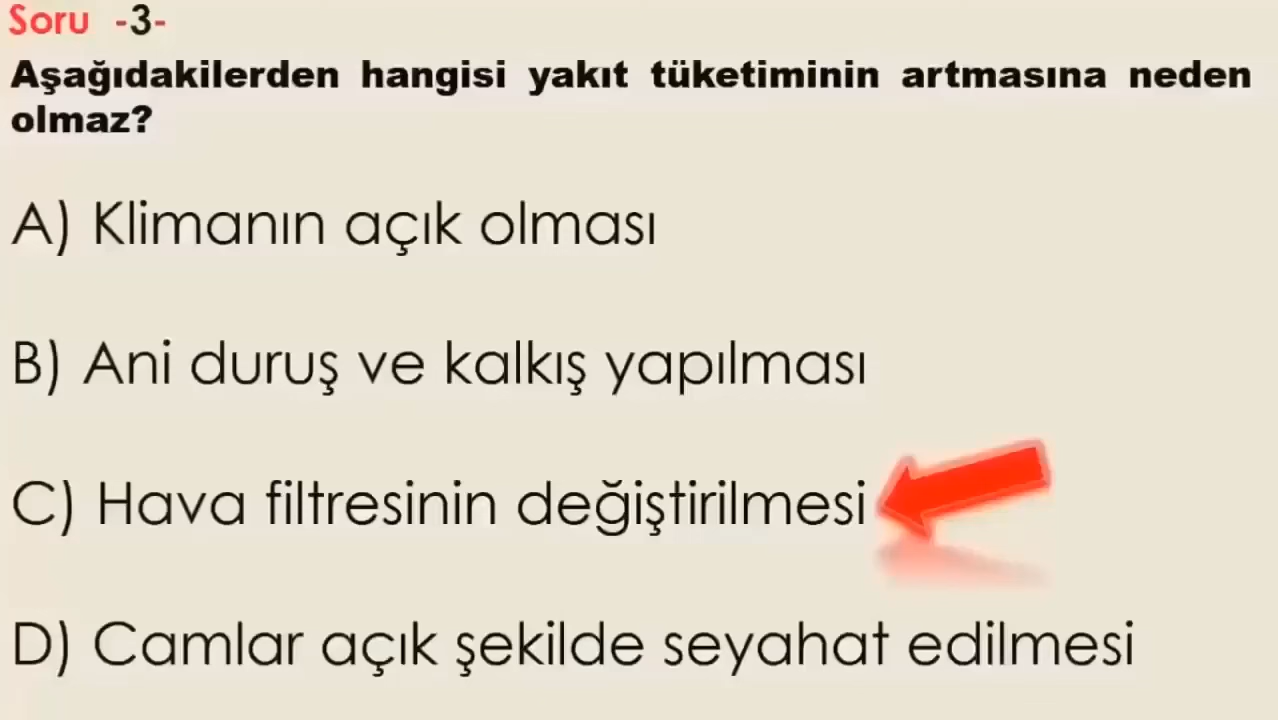 Soru -3-
Aşağıdakilerden hangisi yakıt tüketiminin artmasına neden
olmaz?
A) Klimanın açık olması
B) Ani duruş ve kalkış yapılması
C) Hava filtresinin değiştirilmesi
D) Camlar açık şekilde seyahat edilmesi